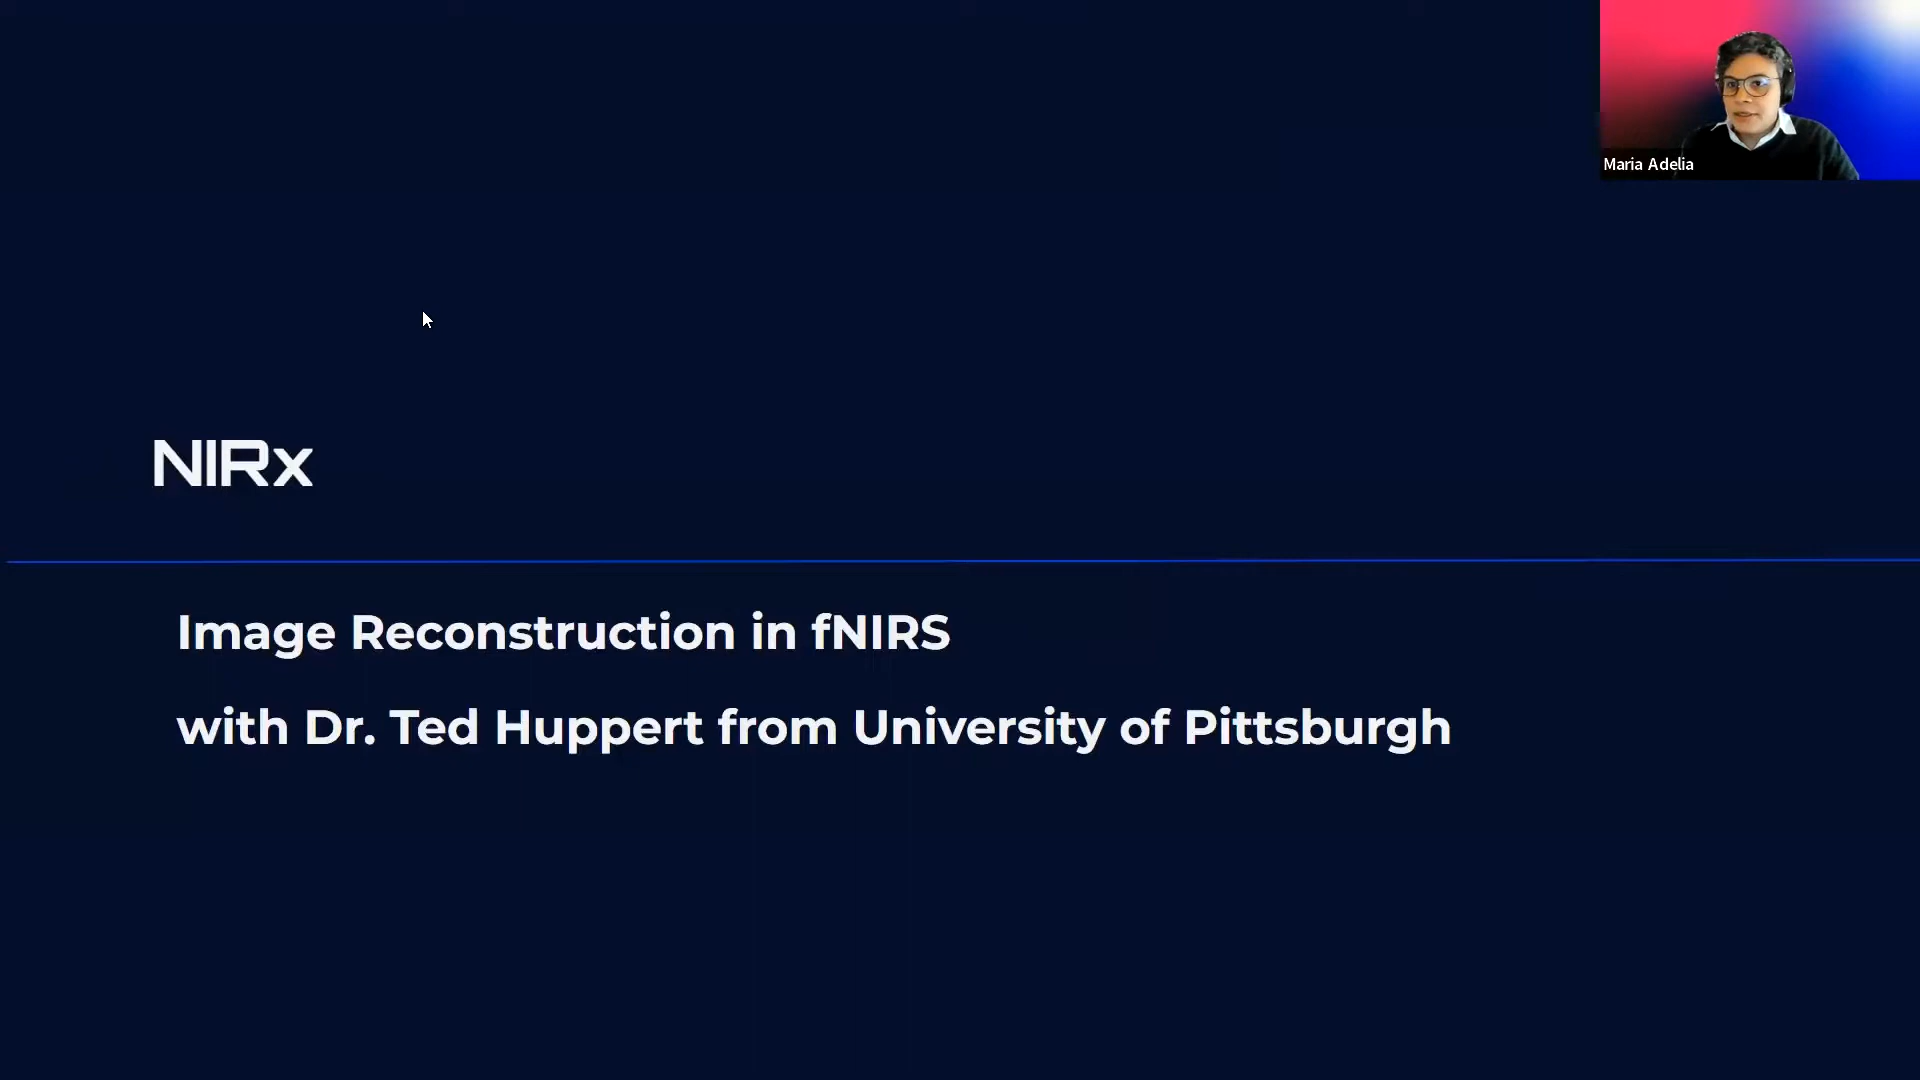 Maria Adelia
NIRx
Image Reconstruction in fNIRS
with Dr. Ted Huppert from University of Pittsburgh